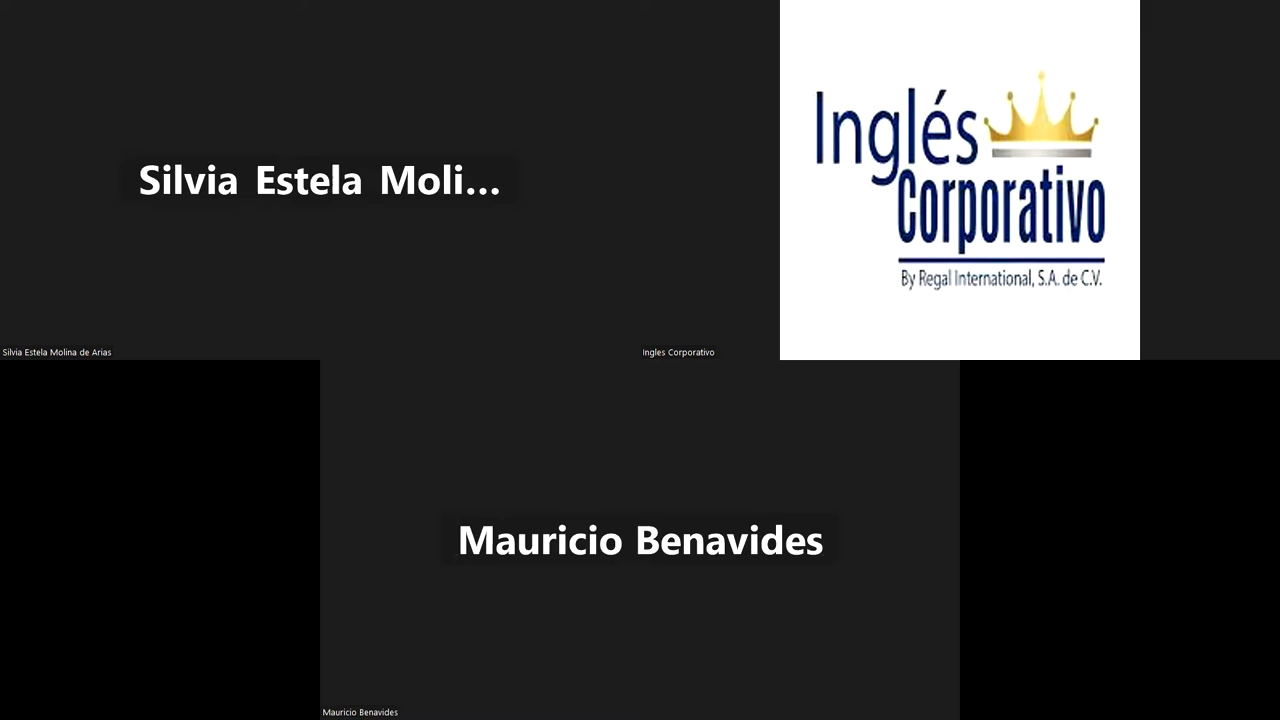 Silvia Estela Moli...
Silvia Estela Molina de Arias
Inglés
Corporativo
By Regal International, S.A. de C.V.
Ingles Corporativo
Mauricio Benavides
Mauricio Benavides